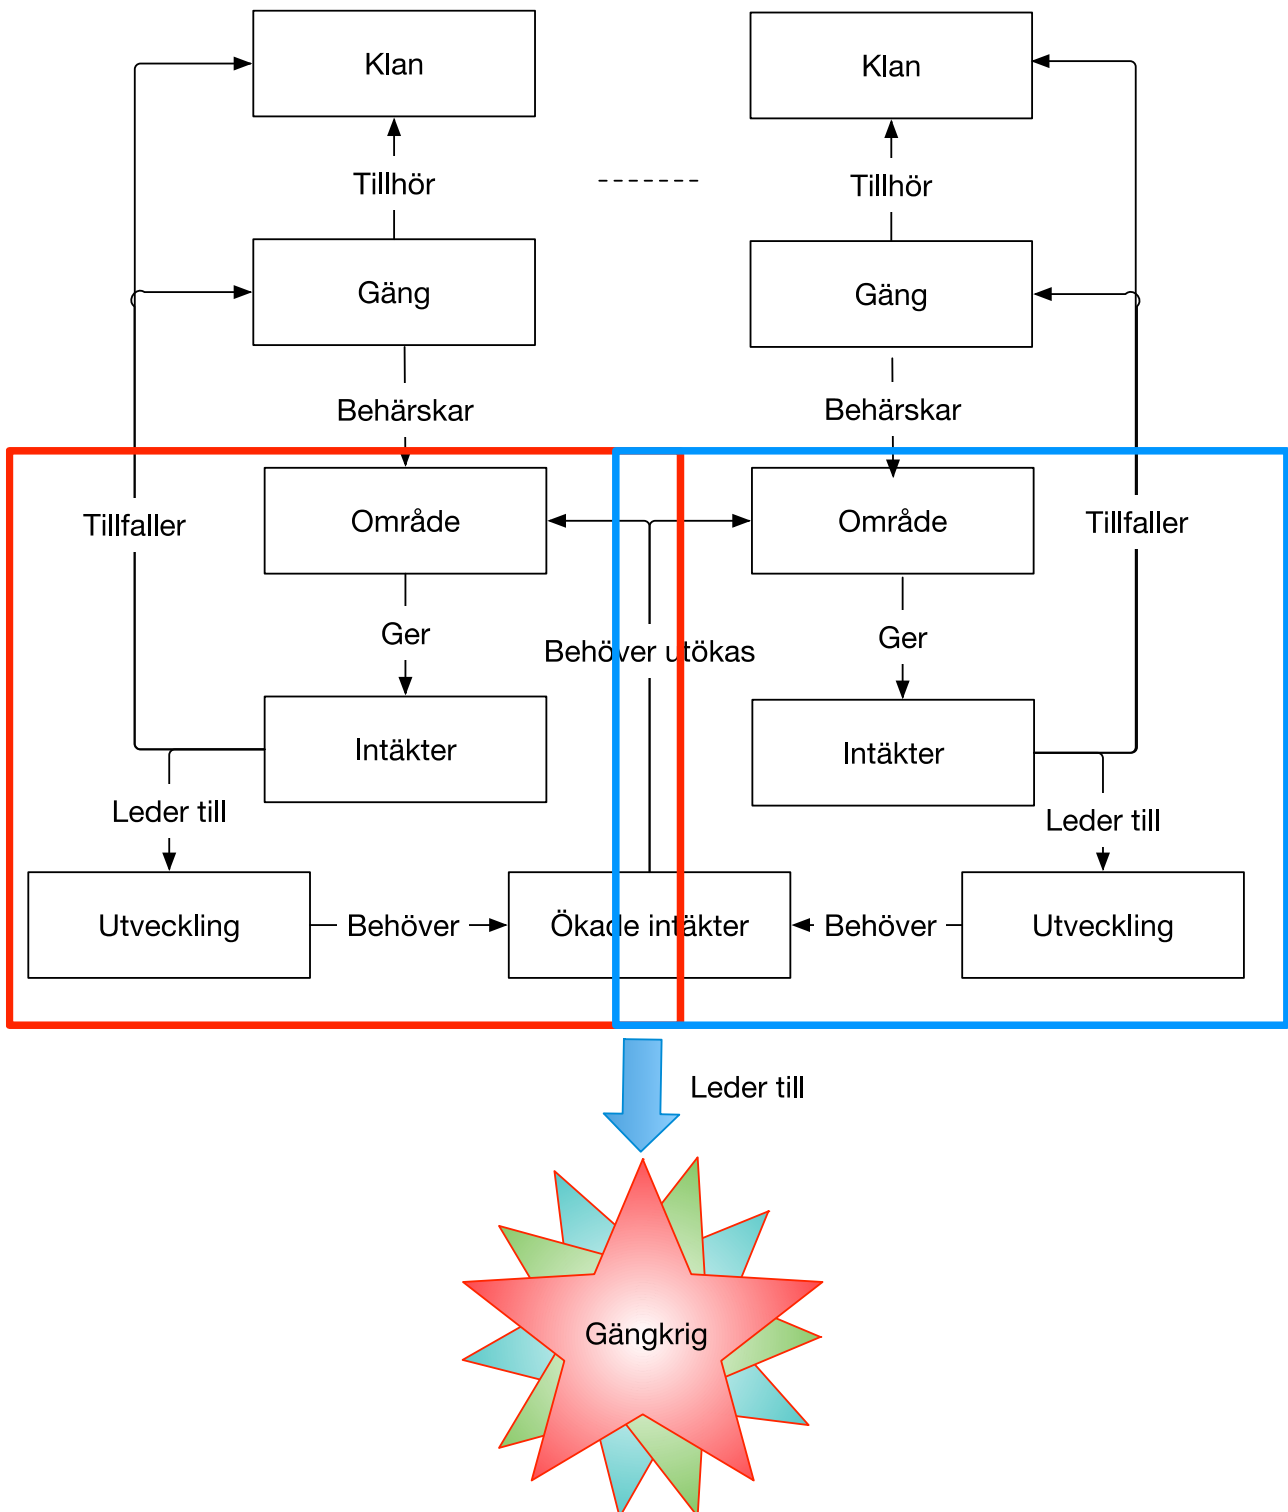 Klan
Klan
Tillhör
Tillhör
Gäng
Gäng
Behärskar
Behärskar
Område
Område
Tillfaller
Tillfaller
Ger
Ger
Behöver utökas
Intäkter
Intäkter
Leder till
Leder till
Utveckling
Behöver
Ökade intäkter
Behöver
Utveckling
Leder till
Gängkrig